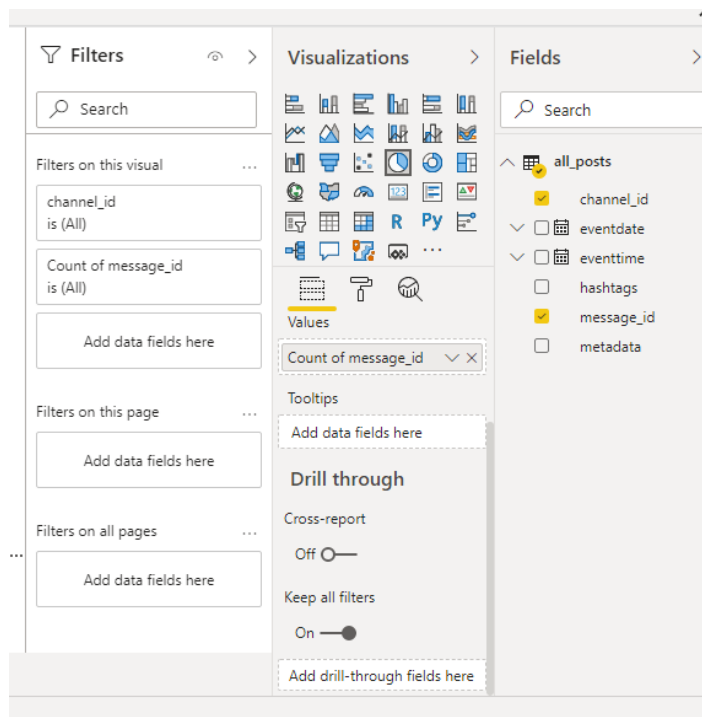 Filters
Search
Filters on this visual
...
channel_id
is (All)
Count of message_id
is (All)
Add data fields here
Filters on this page
...
Add data fields here
Filters on all pages
...
Add data fields here
...
Visualizations
123
R
Py
...
Values
Count of message_id
Tooltips
Add data fields here
Drill through
Cross-report
Off
Keep all filters
On
Add drill-through fields here
Fields
Search
all_posts
channel_id
eventdate
eventtime
hashtags
message_id
metadata